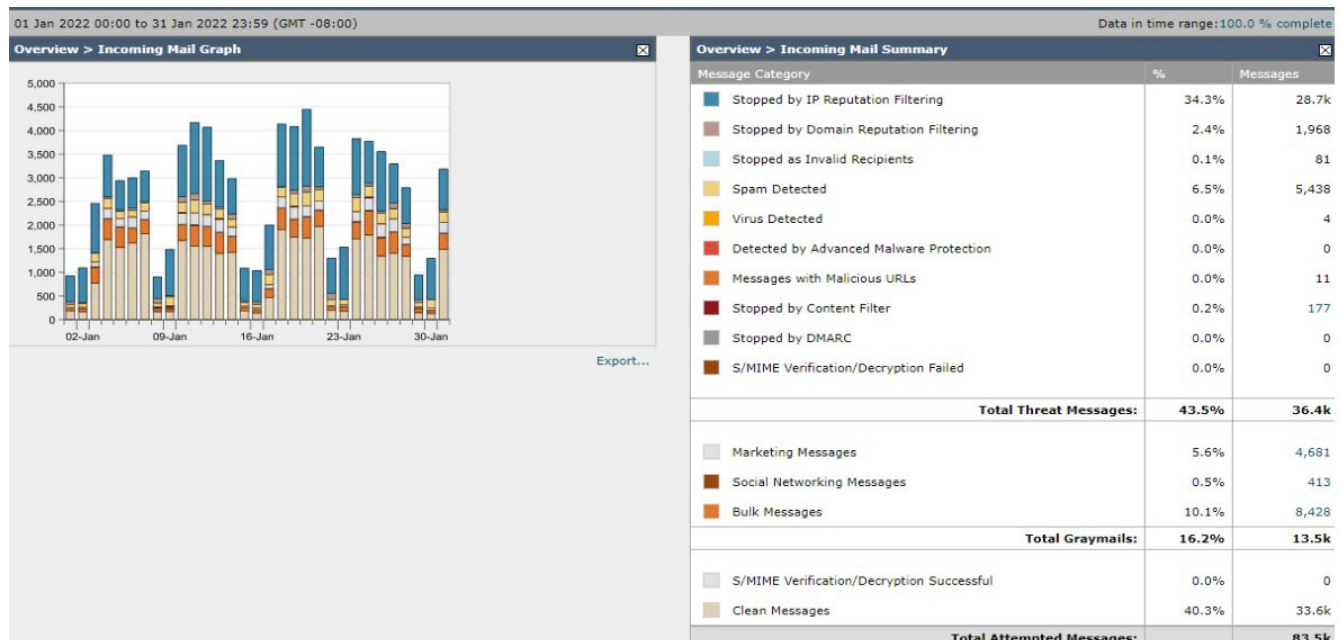 01 Jan 2022 00:00 to 31 Jan 2022 23:59 (GMT -08:00)
Data in time range:100.0 % complete
Overview > Incoming Mail Graph
5,000
4,500
4,000
3,500
3,000
2,500
2,000
1,500
1,000
500
0
02-Jan 09-Jan 16-Jan 23-Jan 30-Jan
Export...
Overview > Incoming Mail Summary
Message Category % Messages
Stopped by IP Reputation Filtering 34.3% 28.7k
Stopped by Domain Reputation Filtering 2.4% 1,968
Stopped as Invalid Recipients 0.1% 81
Spam Detected 6.5% 5,438
Virus Detected 0.0% 4
Detected by Advanced Malware Protection 0.0% 0
Messages with Malicious URLs 0.0% 11
Stopped by Content Filter 0.2% 177
Stopped by DMARC 0.0% 0
S/MIME Verification/Decryption Failed 0.0% 0
Total Threat Messages: 43.5% 36.4k
Marketing Messages 5.6% 4,681
Social Networking Messages 0.5% 413
Bulk Messages 10.1% 8,428
Total Graymails: 16.2% 13.5k
S/MIME Verification/Decryption Successful 0.0% 0
Clean Messages 40.3% 33.6k
Total Attempted Messages: 83.5k